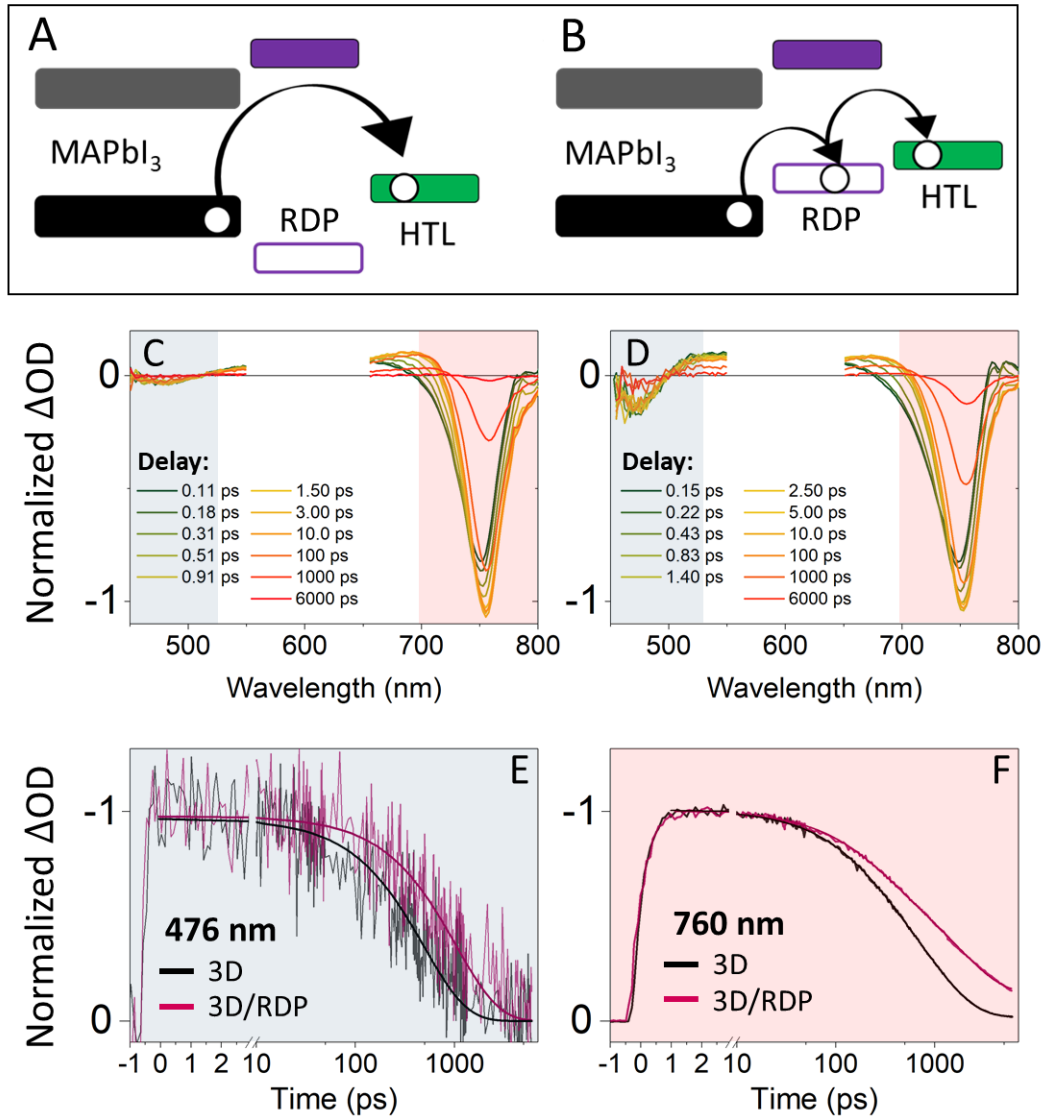 A
MAPbI₃
RDP
HTL
B
MAPbI₃
RDP
HTL
Normalized ΔOD
C
0
-1
Delay:
0.11 ps
0.18 ps
0.31 ps
0.51 ps
0.91 ps
1.50 ps
3.00 ps
10.0 ps
100 ps
1000 ps
6000 ps
500 600 700 800
Wavelength (nm)
D
0
-1
Delay:
0.15 ps
0.22 ps
0.43 ps
0.83 ps
1.40 ps
2.50 ps
5.00 ps
10.0 ps
100 ps
1000 ps
6000 ps
500 600 700 800
Wavelength (nm)
Normalized ΔOD
E
-1
0
476 nm
3D
3D/RDP
-1 0 1 2 10 100 1000
Time (ps)
F
-1
0
760 nm
3D
3D/RDP
-1 0 1 2 10 100 1000
Time (ps)